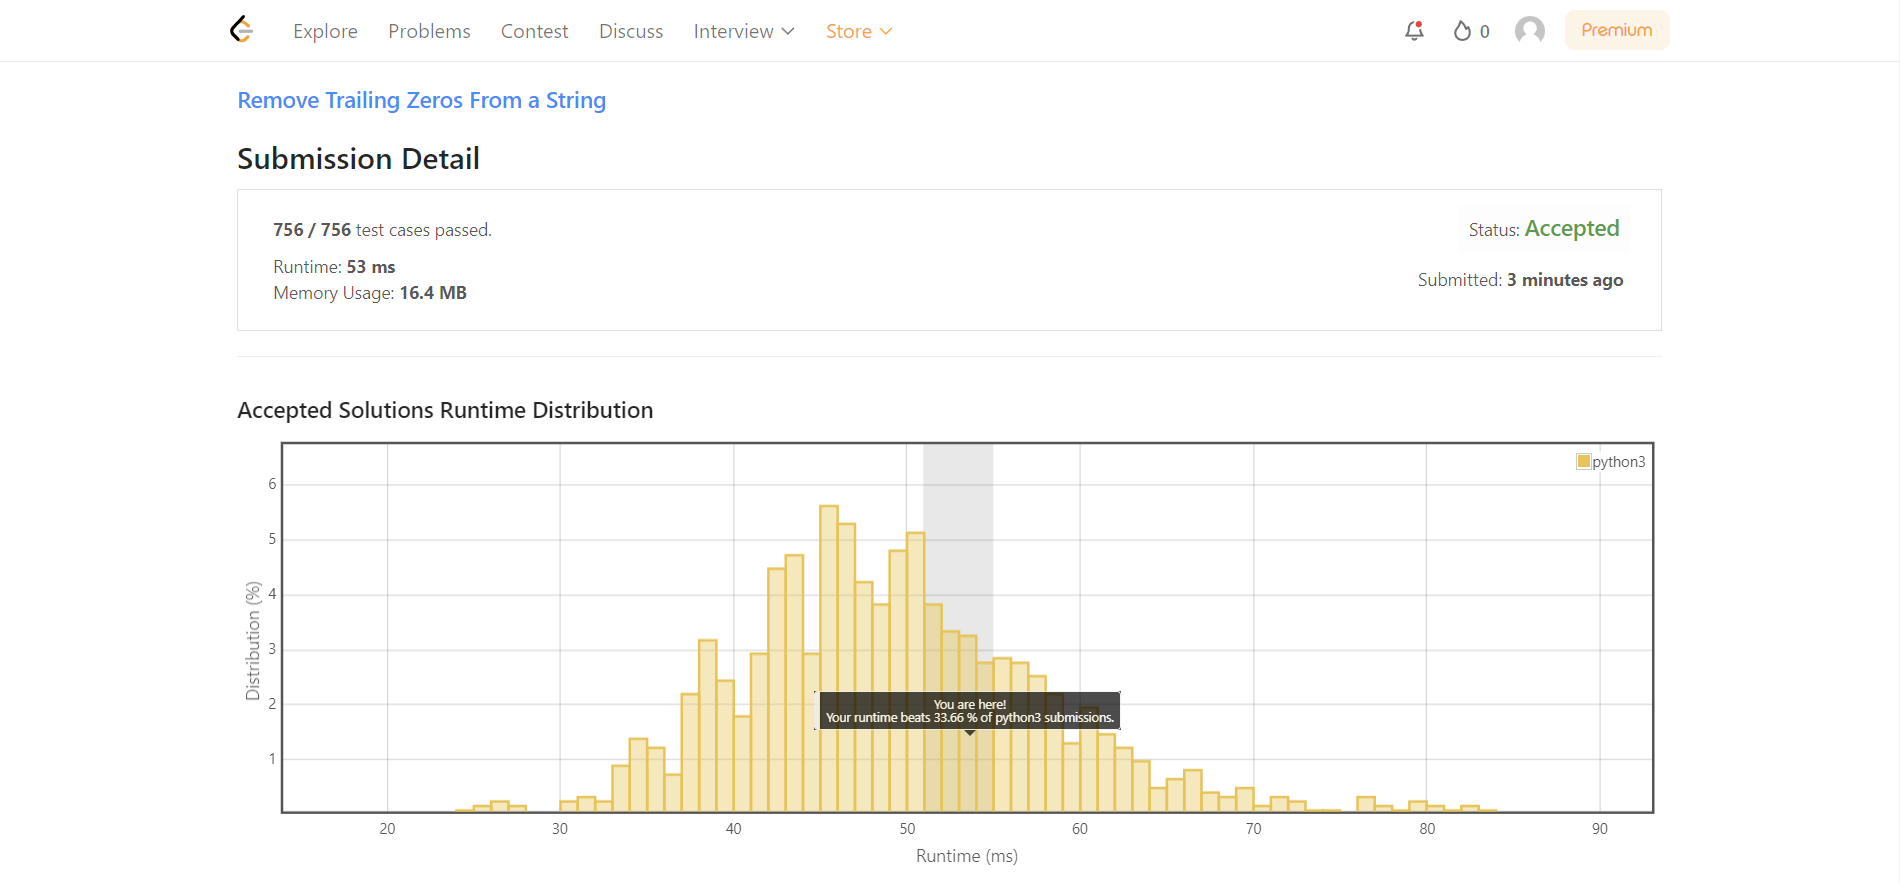 Explore Problems Contest Discuss Interview Store 0 Premium
Remove Trailing Zeros From a String
Submission Detail
756 / 756 test cases passed.
Status: Accepted
Runtime: 53 ms
Submitted: 3 minutes ago
Memory Usage: 16.4 MB
Accepted Solutions Runtime Distribution
python3
6
5
4
3
2
1
Distribution (%)
You are here!
Your runtime beats 33.66 % of python3 submissions.
20 30 40 50 60 70 80 90
Runtime (ms)